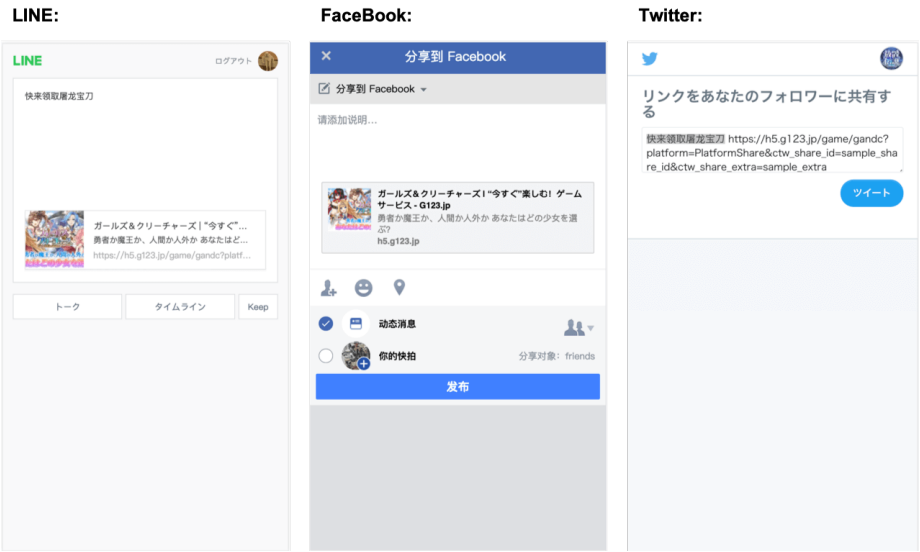 LINE:
LINE
ログアウト
快来领取屠龙宝刀
ガールズ＆クリーチャーズ | “今すぐ”...
勇者か魔王か、人間か人外か あなたはど...
https://h5.g123.jp/game/gandc?platf...
トーク
タイムライン
Keep
FaceBook:
分享到 Facebook
分享到 Facebook
请添加说明...
ガールズ＆クリーチャーズ | “今すぐ”楽しむ！ゲーム
サービス - G123.jp
勇者か魔王か、人間か人外か あなたはどの少女を選
ぶ?
h5.g123.jp
动态消息
你的快拍
分享对象：friends
发布
Twitter:
リンクをあなたのフォロワーに共有す
る
快来领取屠龙宝刀 https://h5.g123.jp/game/gandc?
platform=PlatformShare&ctw_share_id=sample_sha
re_id&ctw_share_extra=sample_extra
ツイート